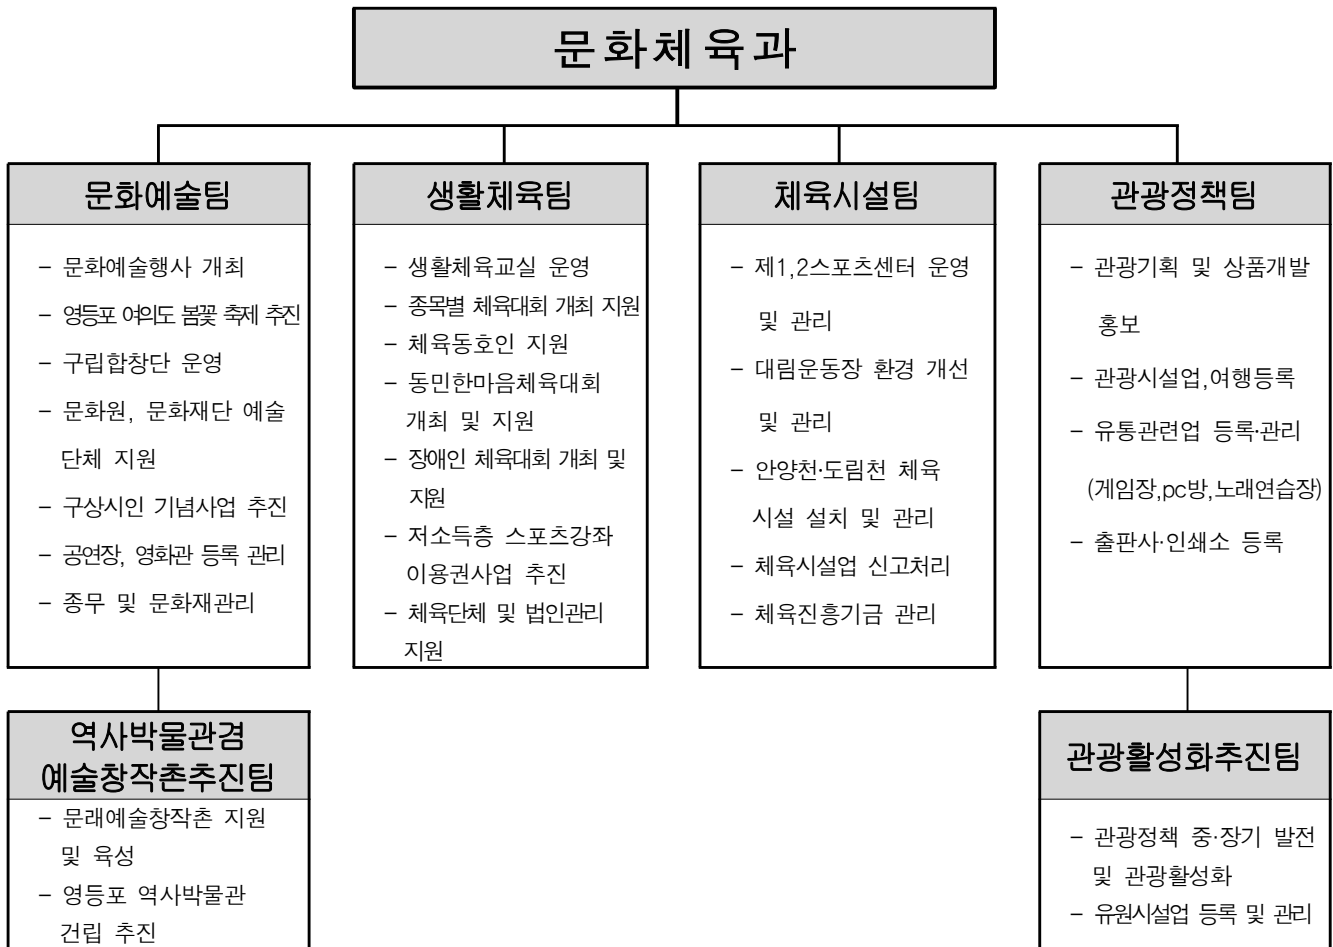 문화체육과
문화예술팀
- 문화예술행사 개최
- 영등포 여의도 봄꽃 축제 추진
- 구립합창단 운영
- 문화원, 문화재단 예술
단체 지원
- 구상시인 기념사업 추진
- 공연장, 영화관 등록 관리
- 종무 및 문화재관리
생활체육팀
- 생활체육교실 운영
- 종목별 체육대회 개최 지원
- 체육동호인 지원
- 동민한마음체육대회
개최 및 지원
- 장애인 체육대회 개최 및
지원
- 저소득층 스포츠강좌
이용권사업 추진
- 체육단체 및 법인관리
지원
체육시설팀
- 제1,2스포츠센터 운영
및 관리
- 대림운동장 환경 개선
및 관리
- 안양천·도림천 체육
시설 설치 및 관리
- 체육시설업 신고처리
- 체육진흥기금 관리
관광정책팀
- 관광기획 및 상품개발
홍보
- 관광시설업,여행등록
- 유통관련업 등록·관리
(게임장,pc방,노래연습장)
- 출판사·인쇄소 등록
역사박물관겸
예술창작촌추진팀
- 문래예술창작촌 지원
및 육성
- 영등포 역사박물관
건립 추진
관광활성화추진팀
- 관광정책 중·장기 발전
및 관광활성화
- 유원시설업 등록 및 관리